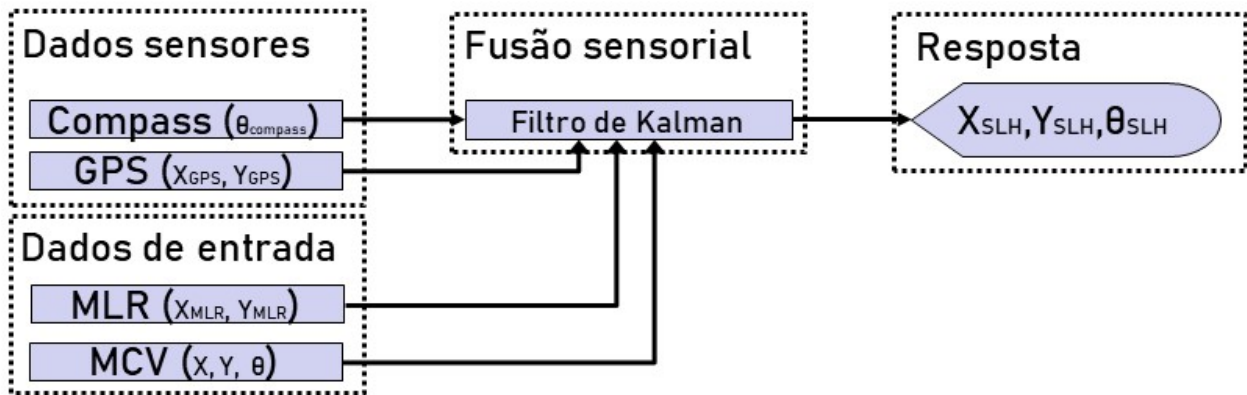 Dados sensores
Compass (θcompass)
GPS (XGPS, YGPS)
Dados de entrada
MLR (XMLR, YMLR)
MCV (X, Y, θ)
Fusão sensorial
Filtro de Kalman
Resposta
XSLH,YSLH,θSLH